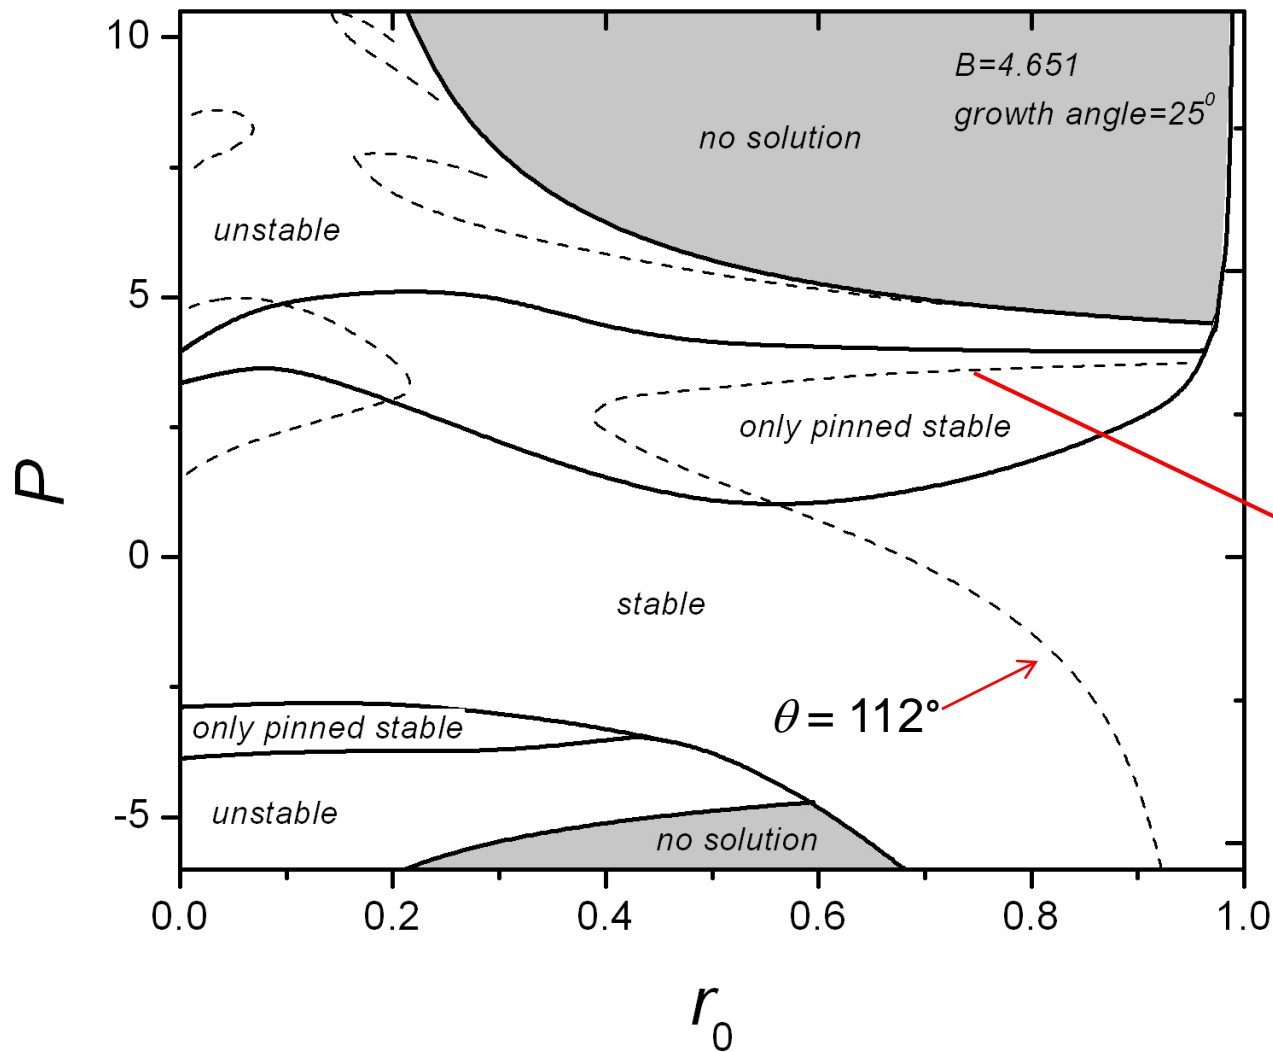 10
B=4.651
growth angle=25⁰
no solution
unstable
5
only pinned stable
P
0
stable
θ = 112°
only pinned stable
unstable
-5
no solution
0.0 0.2 0.4 0.6 0.8 1.0
r₀